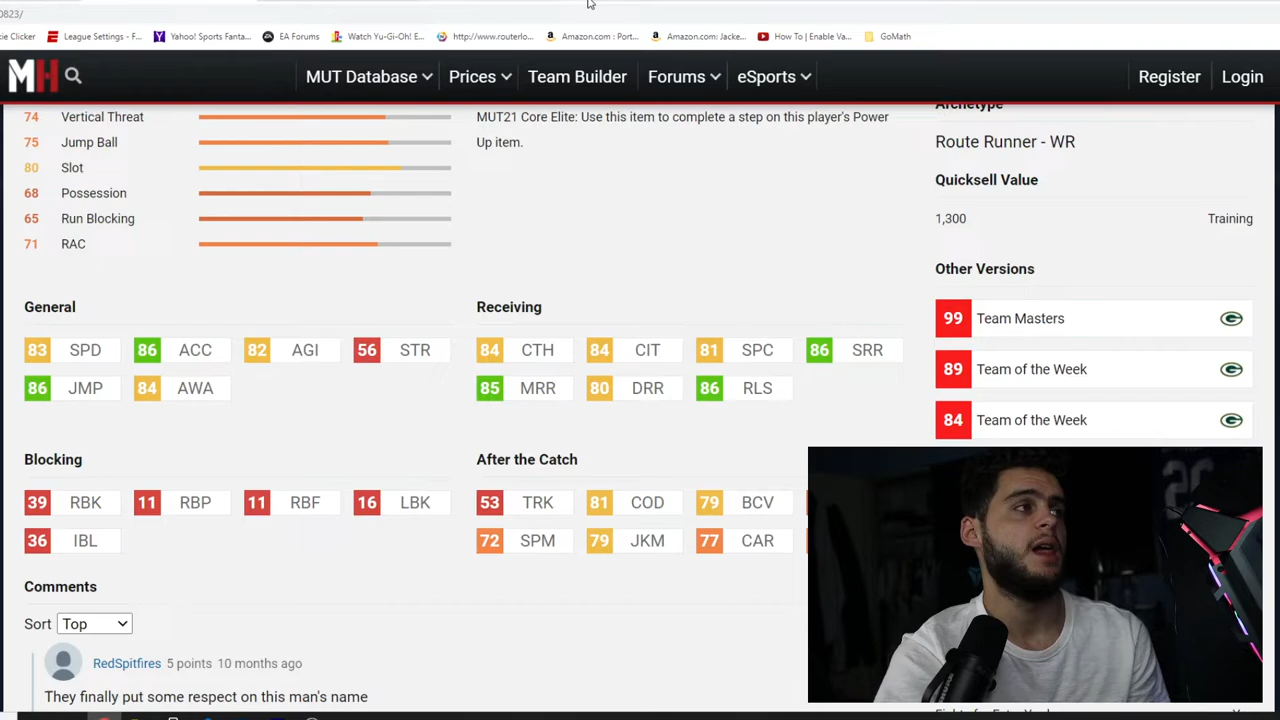 0823/
kie Clicker
League Settings - F...
Yahoo! Sports Fanta...
EA Forums
Watch Yu-Gi-Oh! E...
http://www.routerlo...
Amazon.com : Port...
Amazon.com: Jacke...
How To | Enable Va...
GoMath
MH
MUT Database
Prices
Team Builder
Forums
eSports
Register
Login
74 Vertical Threat
75 Jump Ball
80 Slot
68 Possession
65 Run Blocking
71 RAC
MUT21 Core Elite: Use this item to complete a step on this player's Power
Up item.
Archetype
Route Runner - WR
Quicksell Value
1,300 Training
Other Versions
99 Team Masters
89 Team of the Week
84 Team of the Week
General
83 SPD 86 ACC 82 AGI 56 STR
86 JMP 84 AWA
Receiving
84 CTH 84 CIT 81 SPC 86 SRR
85 MRR 80 DRR 86 RLS
Blocking
39 RBK 11 RBP 11 RBF 16 LBK
36 IBL
After the Catch
53 TRK 81 COD 79 BCV
72 SPM 79 JKM 77 CAR
Comments
Sort Top
RedSpitfires 5 points 10 months ago
They finally put some respect on this man's name